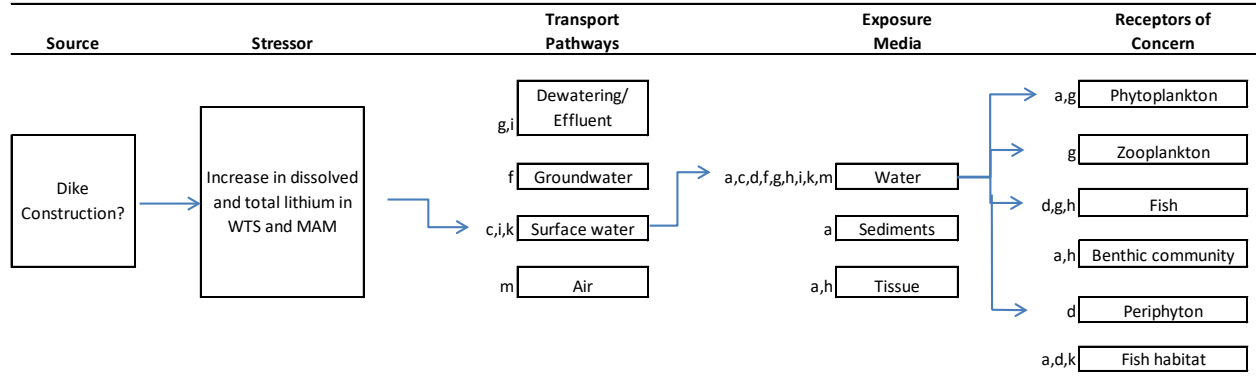 Source
Stressor
Transport
Pathways
Exposure
Media
Receptors of
Concern
Dike
Construction?
Increase in dissolved
and total lithium in
WTS and MAM
g,i
Dewatering/
Effluent
f Groundwater
c,i,k Surface water
m Air
a,c,d,f,g,h,i,k,m Water
a Sediments
a,h Tissue
a,g Phytoplankton
g Zooplankton
d,g,h Fish
a,h Benthic community
d Periphyton
a,d,k Fish habitat